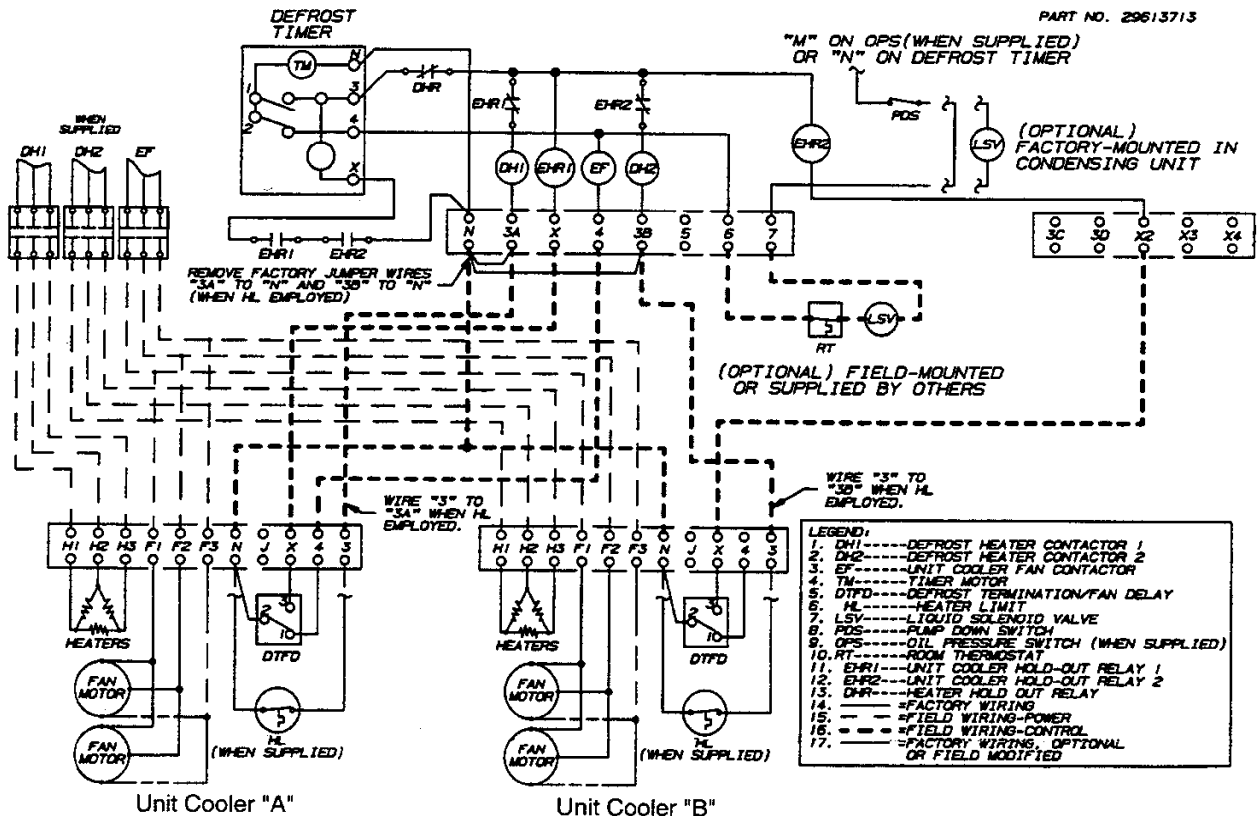 DEFROST
TIMER
PART NO. 29613713
"M" ON OPS(WHEN SUPPLIED)
OR "N" ON DEFROST TIMER
TM
N
1
3
2
4
X
DHR
EHR1
EHR2
PDS
LSV
(OPTIONAL)
FACTORY-MOUNTED IN
CONDENSING UNIT
WHEN
SUPPLIED
DH1
DH2
EF
DH1
EHR1
EF
DH2
EHR2
EHR1
EHR2
N
3A
X
4
3B
5
6
7
3C
3D
X2
X3
X4
REMOVE FACTORY JUMPER WIRES
"3A" TO "N" AND "3B" TO "N"
(WHEN HL EMPLOYED)
RT
LSV
(OPTIONAL) FIELD-MOUNTED
OR SUPPLIED BY OTHERS
WIRE "3" TO
"3A" WHEN HL
EMPLOYED.
WIRE "3" TO
"3B" WHEN HL
EMPLOYED.
H1
H2
H3
F1
F2
F3
N
J
X
4
3
H1
H2
H3
F1
F2
F3
N
J
X
4
3
HEATERS
2
3
1
DTFD
FAN
MOTOR
FAN
MOTOR
HL
(WHEN SUPPLIED)
Unit Cooler "A"
HEATERS
2
3
1
DTFD
FAN
MOTOR
FAN
MOTOR
HL
(WHEN SUPPLIED)
Unit Cooler "B"
LEGEND:
1. DH1-----DEFROST HEATER CONTACTOR 1
2. DH2-----DEFROST HEATER CONTACTOR 2
3. EF------UNIT COOLER FAN CONTACTOR
4. TM------TIMER MOTOR
5. DTFD----DEFROST TERMINATION/FAN DELAY
6. HL------HEATER LIMIT
7. LSV-----LIQUID SOLENOID VALVE
8. PDS-----PUMP DOWN SWITCH
9. OPS-----OIL PRESSURE SWITCH (WHEN SUPPLIED)
10. RT------ROOM THERMOSTAT
11. EHR1----UNIT COOLER HOLD-OUT RELAY 1
12. EHR2----UNIT COOLER HOLD-OUT RELAY 2
13. DHR----HEATER HOLD OUT RELAY
14. =FACTORY WIRING
15. =FIELD WIRING-POWER
16. =FIELD WIRING-CONTROL
17. =FACTORY WIRING, OPTIONAL
OR FIELD MODIFIED